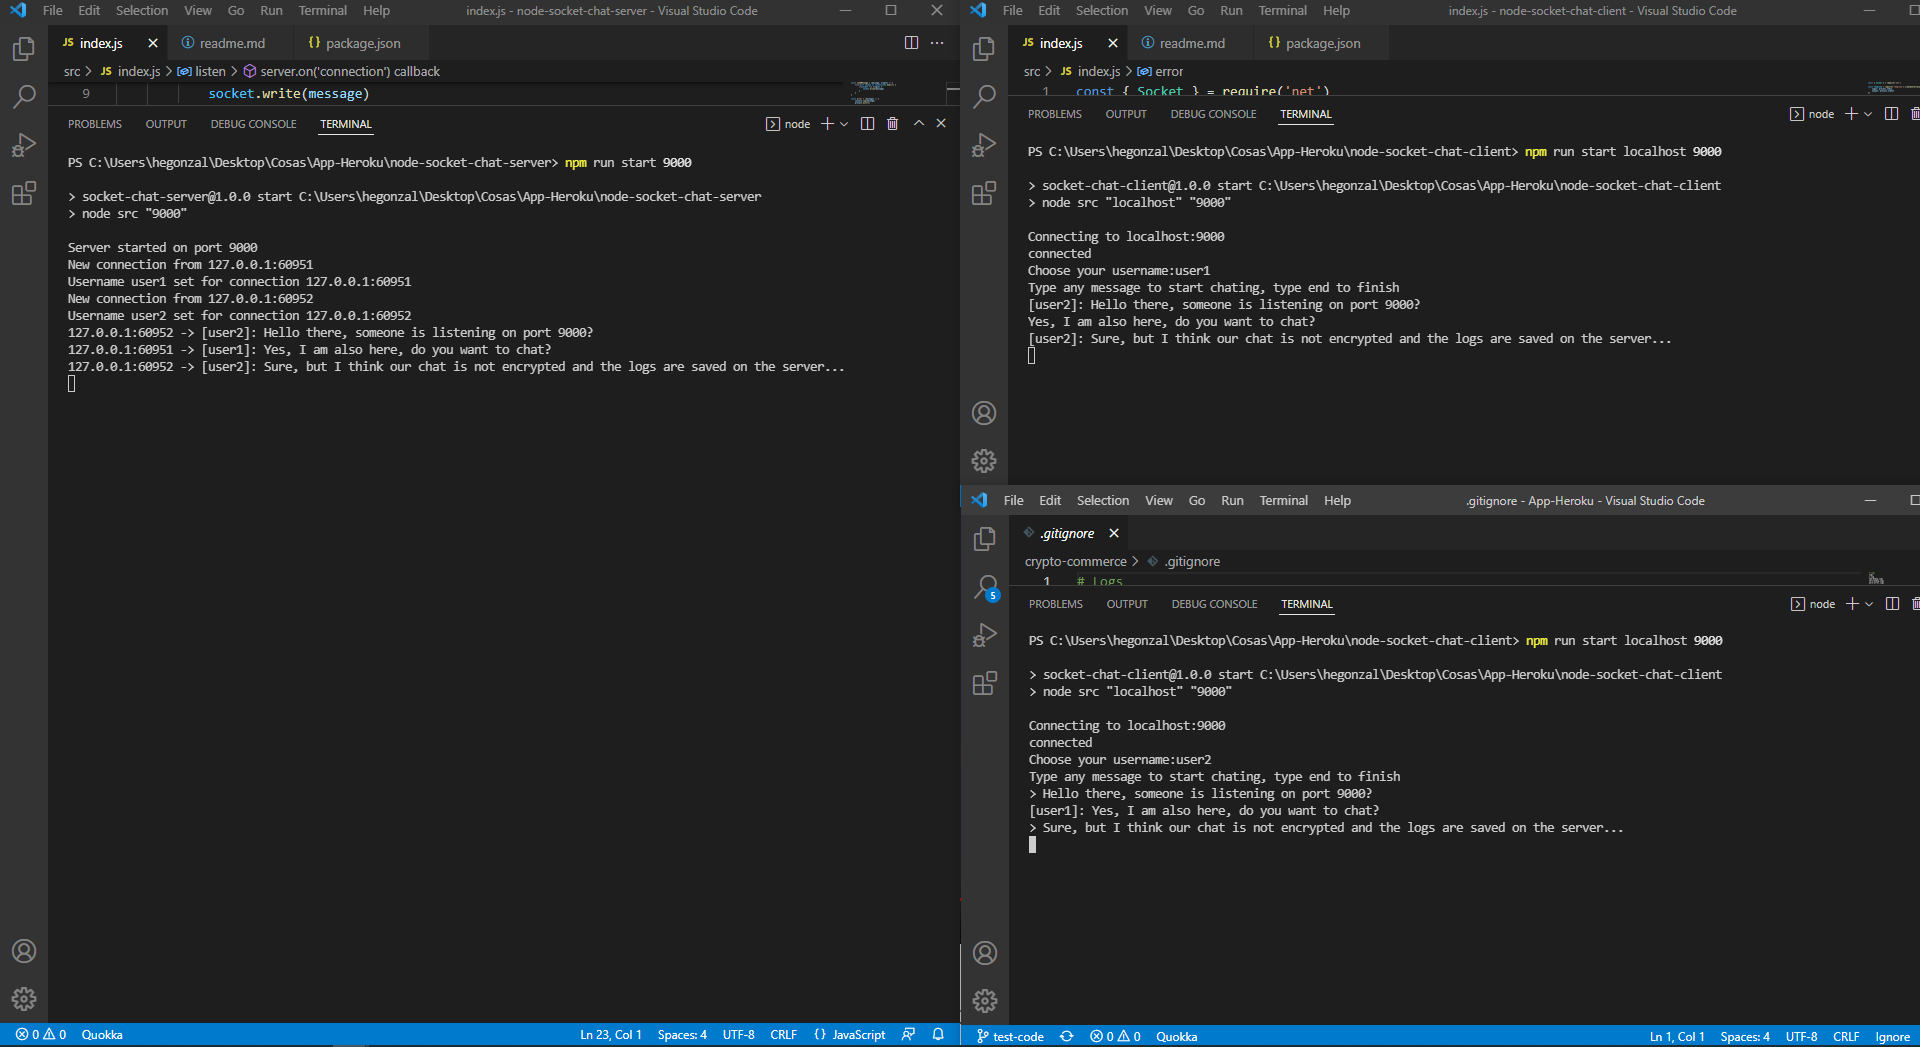 File Edit Selection View Go Run Terminal Help index.js - node-socket-chat-server - Visual Studio Code
JS index.js readme.md {} package.json
src > JS index.js > listen > server.on('connection') callback
9 socket.write(message)
PROBLEMS OUTPUT DEBUG CONSOLE TERMINAL node
PS C:\Users\hegonzal\Desktop\Cosas\App-Heroku\node-socket-chat-server> npm run start 9000
> socket-chat-server@1.0.0 start C:\Users\hegonzal\Desktop\Cosas\App-Heroku\node-socket-chat-server
> node src "9000"
Server started on port 9000
New connection from 127.0.0.1:60951
Username user1 set for connection 127.0.0.1:60951
New connection from 127.0.0.1:60952
Username user2 set for connection 127.0.0.1:60952
127.0.0.1:60952 -> [user2]: Hello there, someone is listening on port 9000?
127.0.0.1:60951 -> [user1]: Yes, I am also here, do you want to chat?
127.0.0.1:60952 -> [user2]: Sure, but I think our chat is not encrypted and the logs are saved on the server...
0 0 Quokka Ln 23, Col 1 Spaces: 4 UTF-8 CRLF {} JavaScript
File Edit Selection View Go Run Terminal Help index.js - node-socket-chat-client - Visual Studio Code
JS index.js readme.md {} package.json
src > JS index.js > error
1 const { Socket } = require('net')
PROBLEMS OUTPUT DEBUG CONSOLE TERMINAL node
PS C:\Users\hegonzal\Desktop\Cosas\App-Heroku\node-socket-chat-client> npm run start localhost 9000
> socket-chat-client@1.0.0 start C:\Users\hegonzal\Desktop\Cosas\App-Heroku\node-socket-chat-client
> node src "localhost" "9000"
Connecting to localhost:9000
connected
Choose your username:user1
Type any message to start chating, type end to finish
[user2]: Hello there, someone is listening on port 9000?
Yes, I am also here, do you want to chat?
[user2]: Sure, but I think our chat is not encrypted and the logs are saved on the server...
File Edit Selection View Go Run Terminal Help .gitignore - App-Heroku - Visual Studio Code
.gitignore
crypto-commerce > .gitignore
1 # Logs
5
PROBLEMS OUTPUT DEBUG CONSOLE TERMINAL node
PS C:\Users\hegonzal\Desktop\Cosas\App-Heroku\node-socket-chat-client> npm run start localhost 9000
> socket-chat-client@1.0.0 start C:\Users\hegonzal\Desktop\Cosas\App-Heroku\node-socket-chat-client
> node src "localhost" "9000"
Connecting to localhost:9000
connected
Choose your username:user2
Type any message to start chating, type end to finish
> Hello there, someone is listening on port 9000?
[user1]: Yes, I am also here, do you want to chat?
> Sure, but I think our chat is not encrypted and the logs are saved on the server...
test-code 0 0 Quokka Ln 1, Col 1 Spaces: 4 UTF-8 CRLF Ignore